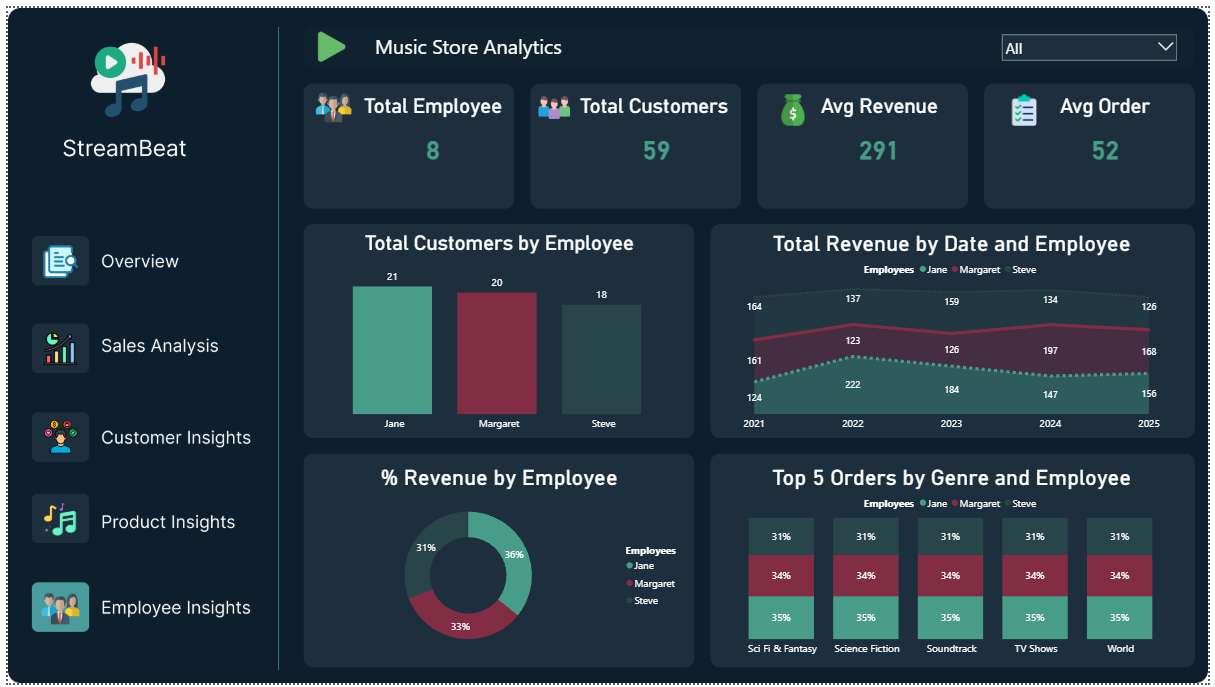 StreamBeat
Overview
Sales Analysis
Customer Insights
Product Insights
Employee Insights
Music Store Analytics
All
Total Employee
8
Total Customers
59
Avg Revenue
291
Avg Order
52
Total Customers by Employee
21
20
18
Jane Margaret Steve
Total Revenue by Date and Employee
Employees Jane Margaret Steve
164 137 159 134 126
161 123 126 197 168
124 222 184 147 156
2021 2022 2023 2024 2025
% Revenue by Employee
31%
36%
33%
Employees
Jane
Margaret
Steve
Top 5 Orders by Genre and Employee
Employees Jane Margaret Steve
31% 31% 31% 31% 31%
34% 34% 34% 34% 34%
35% 35% 35% 35% 35%
Sci Fi & Fantasy Science Fiction Soundtrack TV Shows World